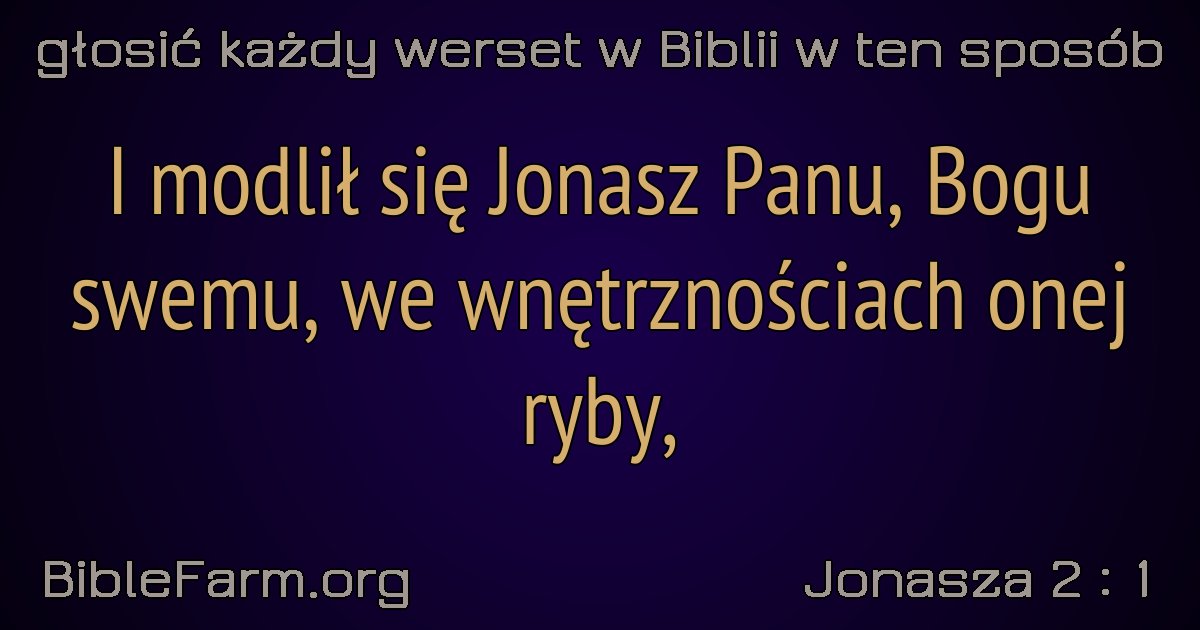 głosić każdy werset w Biblii w ten sposób
I modlił się Jonasz Panu, Bogu
swemu, we wnętrznościach onej
ryby,
BibleFarm.org
Jonasza 2 : 1